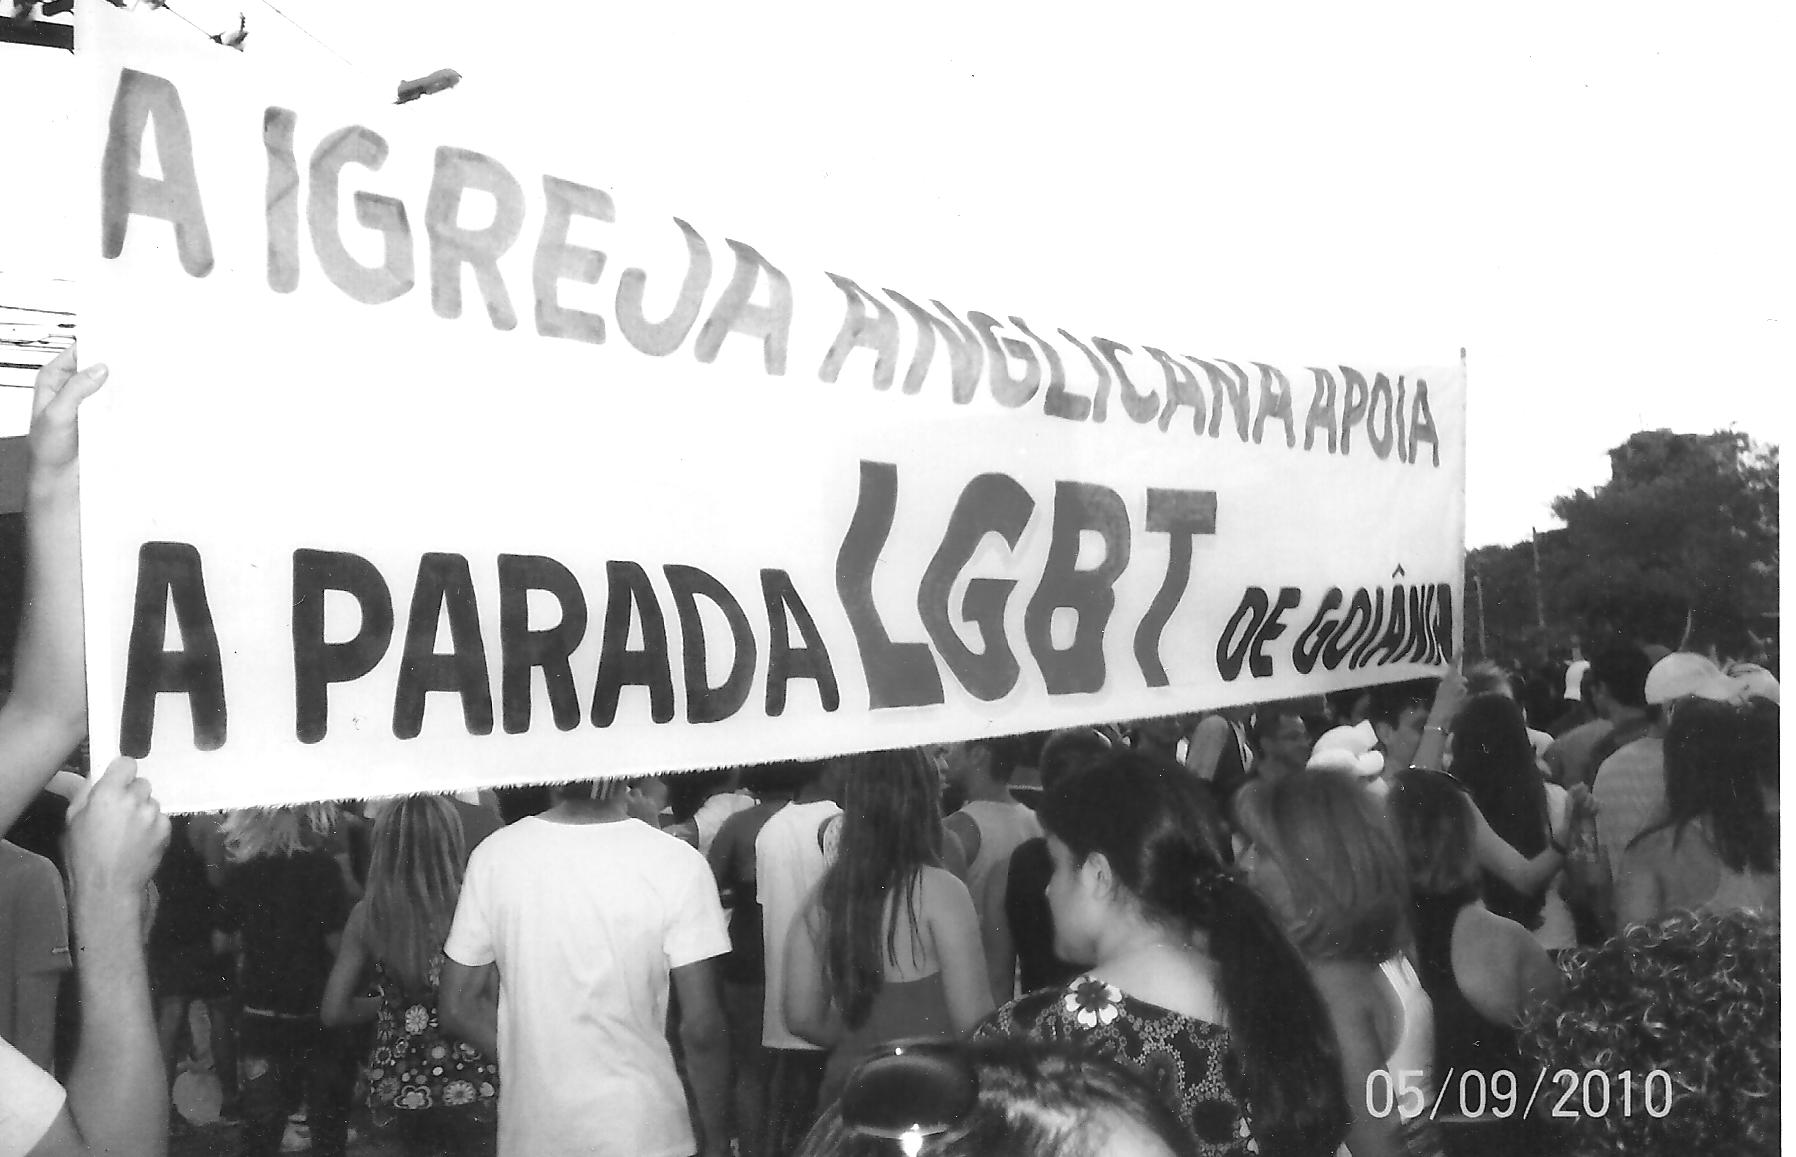 A IGREJA ANGLICANA APOIA
A PARADA LGBT DE GOIÂNIA
05/09/2010